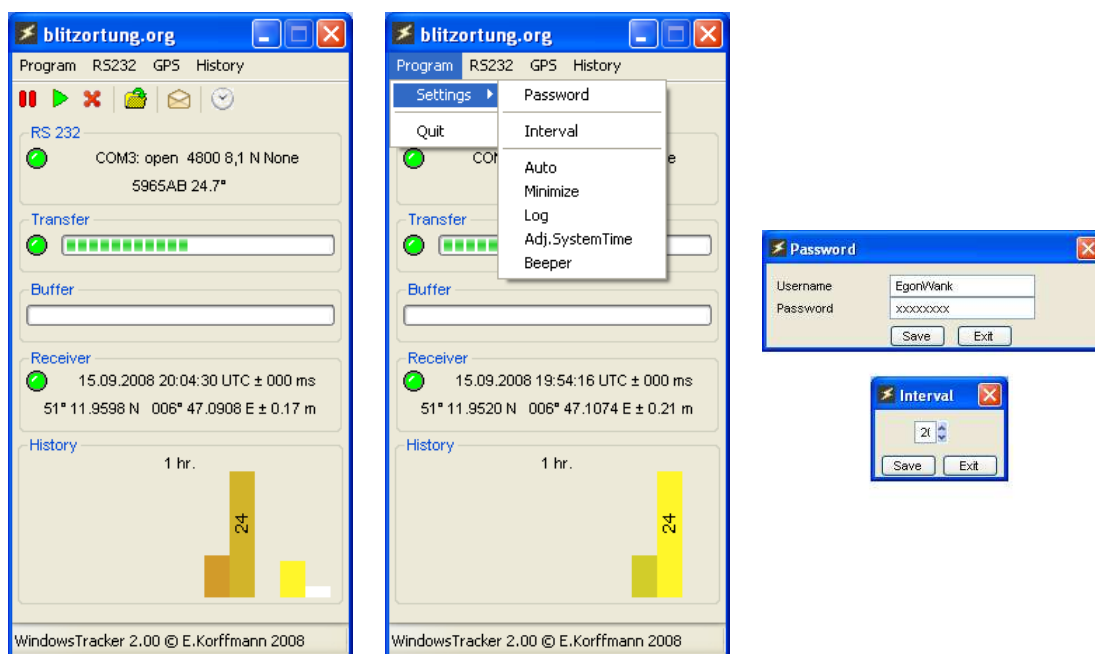 blitzortung.org
Program RS232 GPS History
RS 232
COM3: open 4800 8,1 N None
5965AB 24.7°
Transfer
Buffer
Receiver
15.09.2008 20:04:30 UTC ± 000 ms
51° 11.9598 N 006° 47.0908 E ± 0.17 m
History
1 hr.
24
WindowsTracker 2.00 © E.Korffmann 2008
blitzortung.org
Program RS232 GPS History
Settings
Quit
Password
Interval
Auto
Minimize
Log
Adj.SystemTime
Beeper
Transfer
Buffer
Receiver
15.09.2008 19:54:16 UTC ± 000 ms
51° 11.9520 N 006° 47.1074 E ± 0.21 m
History
1 hr.
24
WindowsTracker 2.00 © E.Korffmann 2008
Password
Username EgonWank
Password xxxxxxxx
Save Exit
Interval
Save Exit